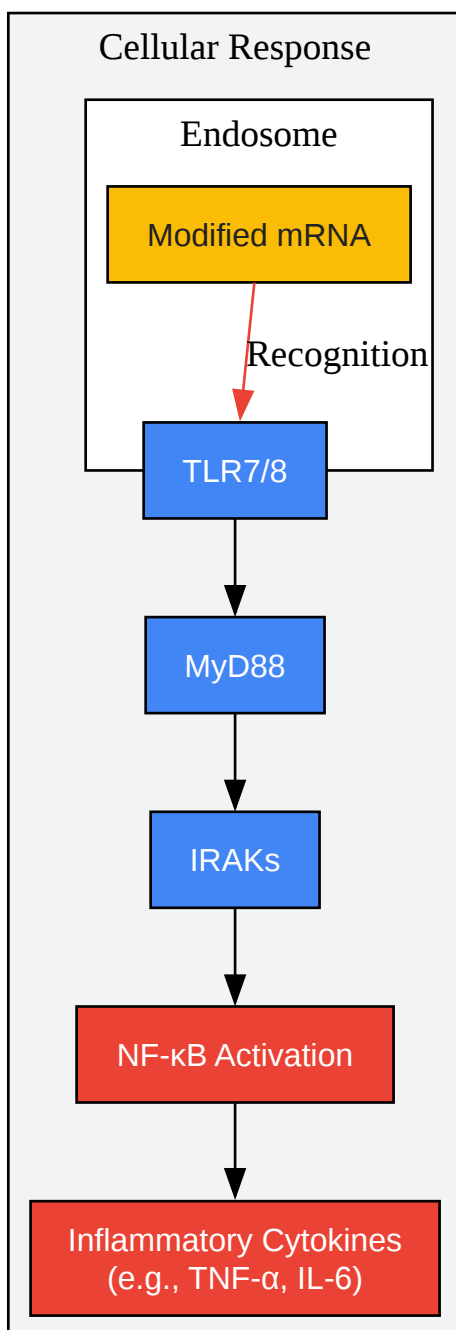 Cellular Response
Endosome
Modified mRNA
Recognition
TLR7/8
MyD88
IRAKs
NF-κB Activation
Inflammatory Cytokines
(e.g., TNF-α, IL-6)